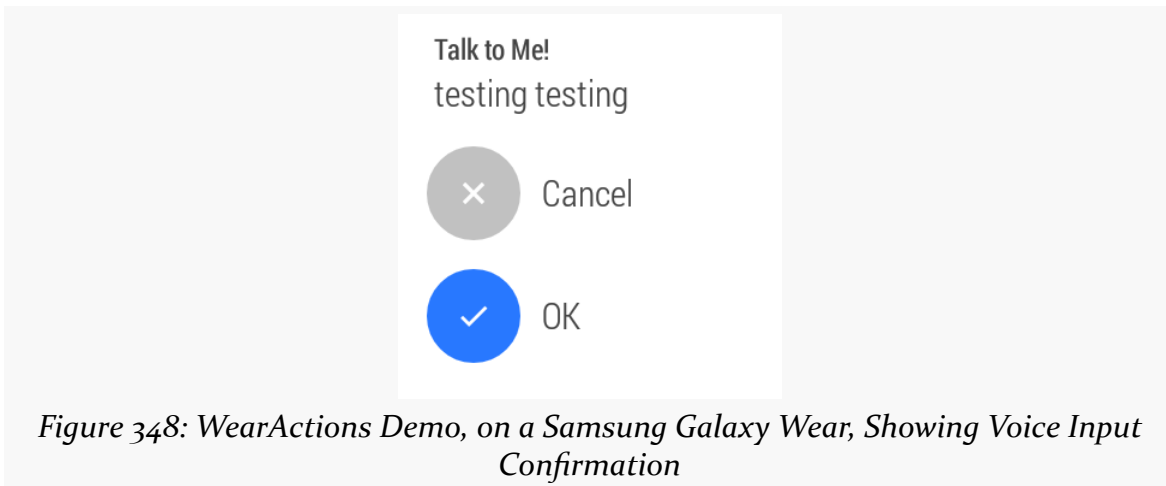 Talk to Me!
testing testing
Cancel
OK
Figure 348: WearActions Demo, on a Samsung Galaxy Wear, Showing Voice Input
Confirmation